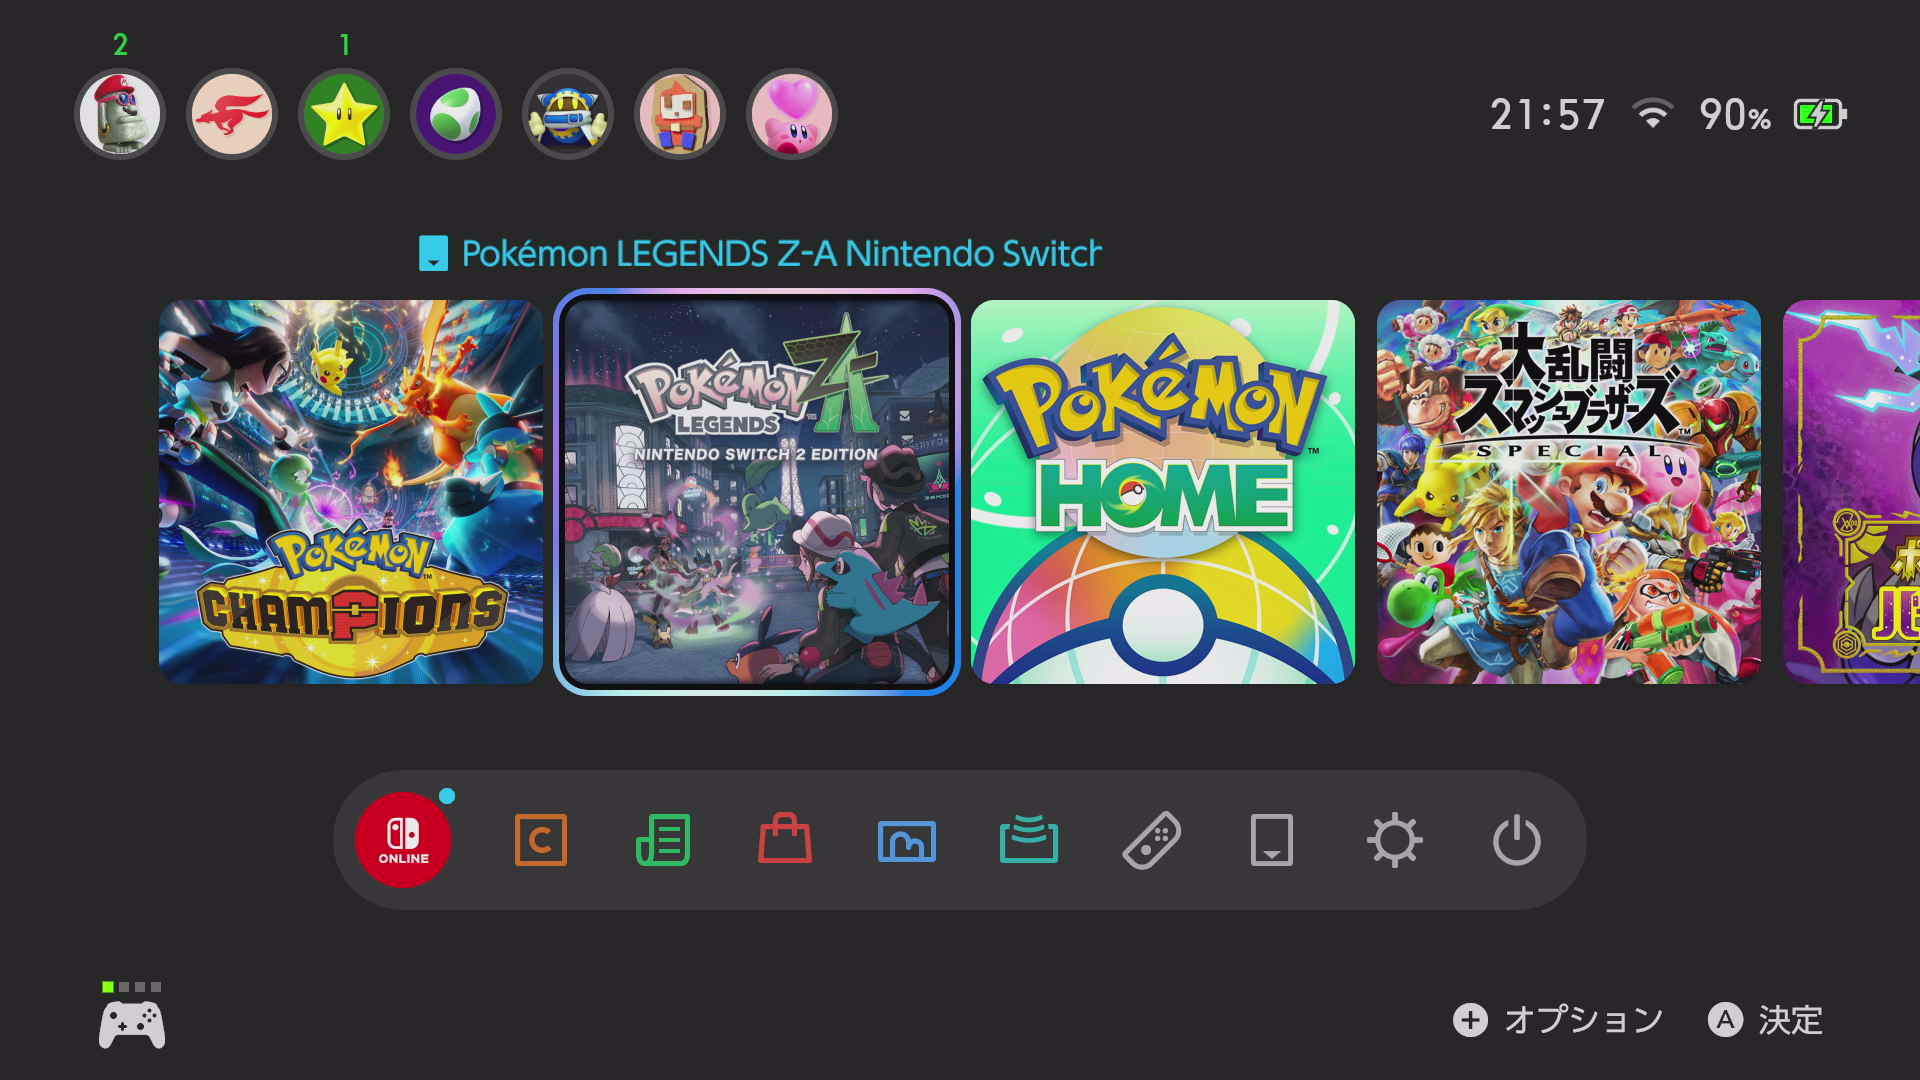 2
1
21:57
90%
Pokémon LEGENDS Z-A Nintendo Switch
POKÉMON
CHAMPIONS
POKÉMON
LEGENDS
Z-A
NINTENDO SWITCH 2 EDITION
POKÉMON
HOME
大乱闘
スマッシュブラザーズ
SPECIAL
ONLINE
C
+ オプション
A 決定